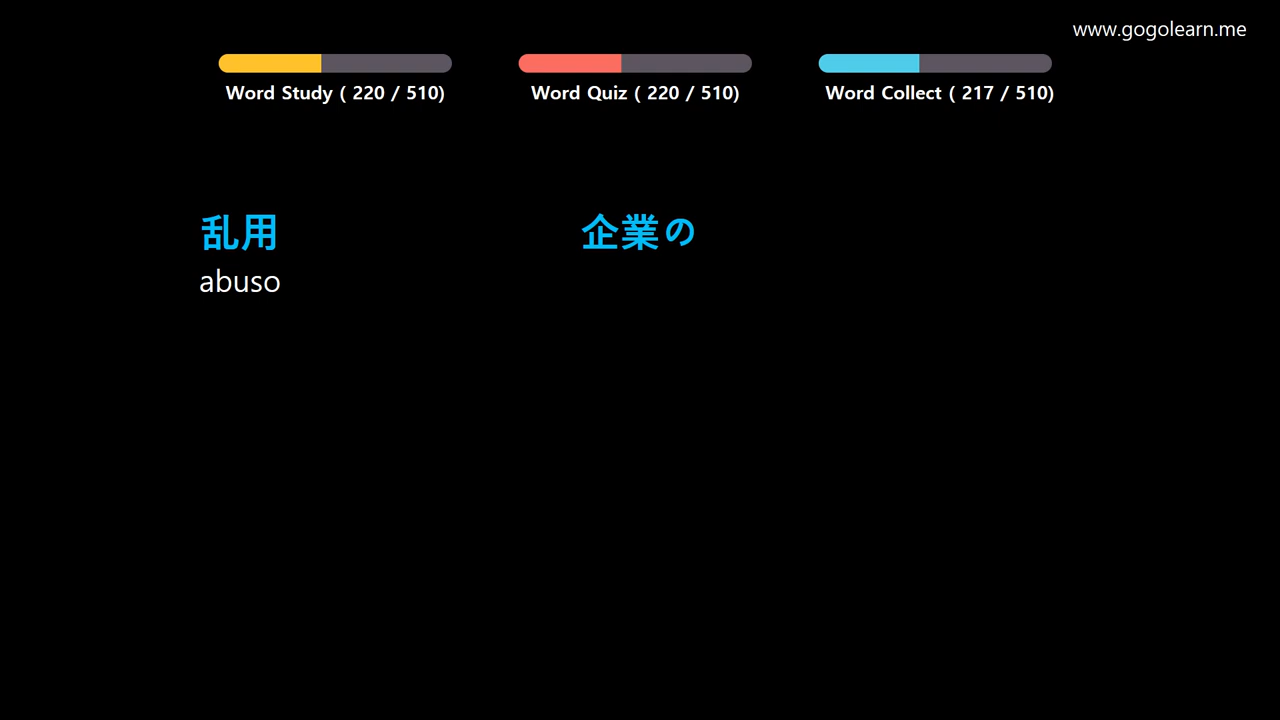 www.gogolearn.me
Word Study ( 220 / 510)
Word Quiz ( 220 / 510)
Word Collect ( 217 / 510)
乱用
企業の
abuso